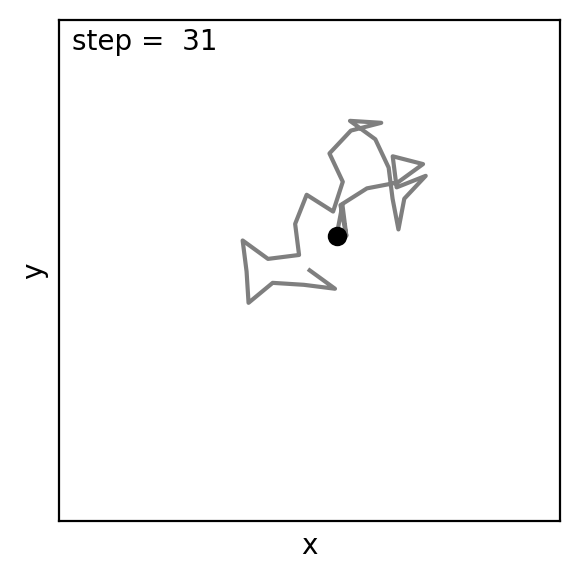 step =  31
y
x